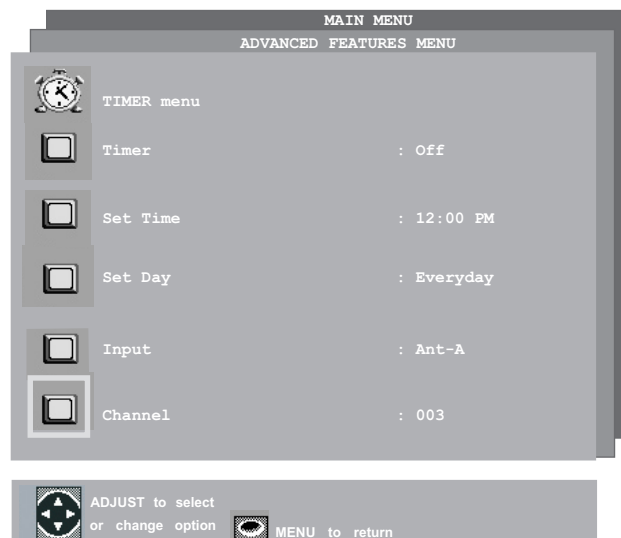 MAIN MENU
ADVANCED FEATURES MENU
TIMER menu
Timer : Off
Set Time : 12:00 PM
Set Day : Everyday
Input : Ant-A
Channel : 003
ADJUST to select
or change option
MENU to return